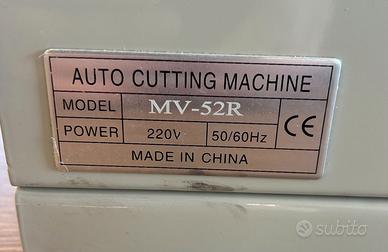 AUTO CUTTING MACHINE
MODEL MV-52R
POWER 220V 50/60Hz CE
MADE IN CHINA
subito